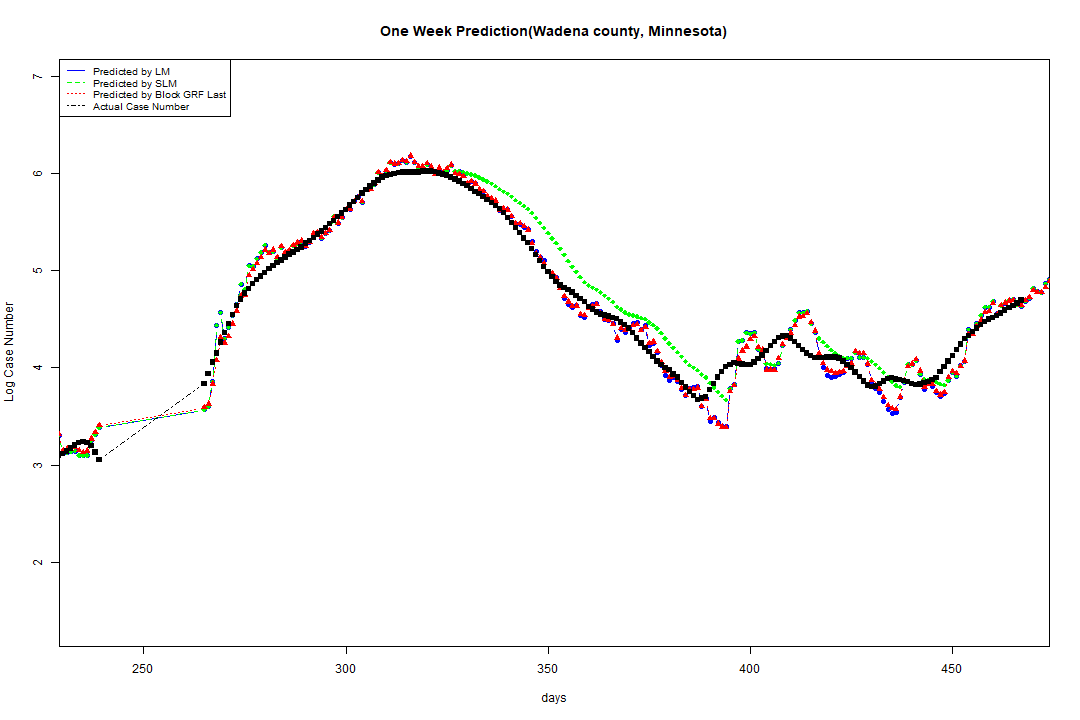 One Week Prediction(Wadena county, Minnesota)
Predicted by LM
Predicted by SLM
Predicted by Block GRF Last
Actual Case Number
7
6
5
4
3
2
Log Case Number
250 300 350 400 450
days